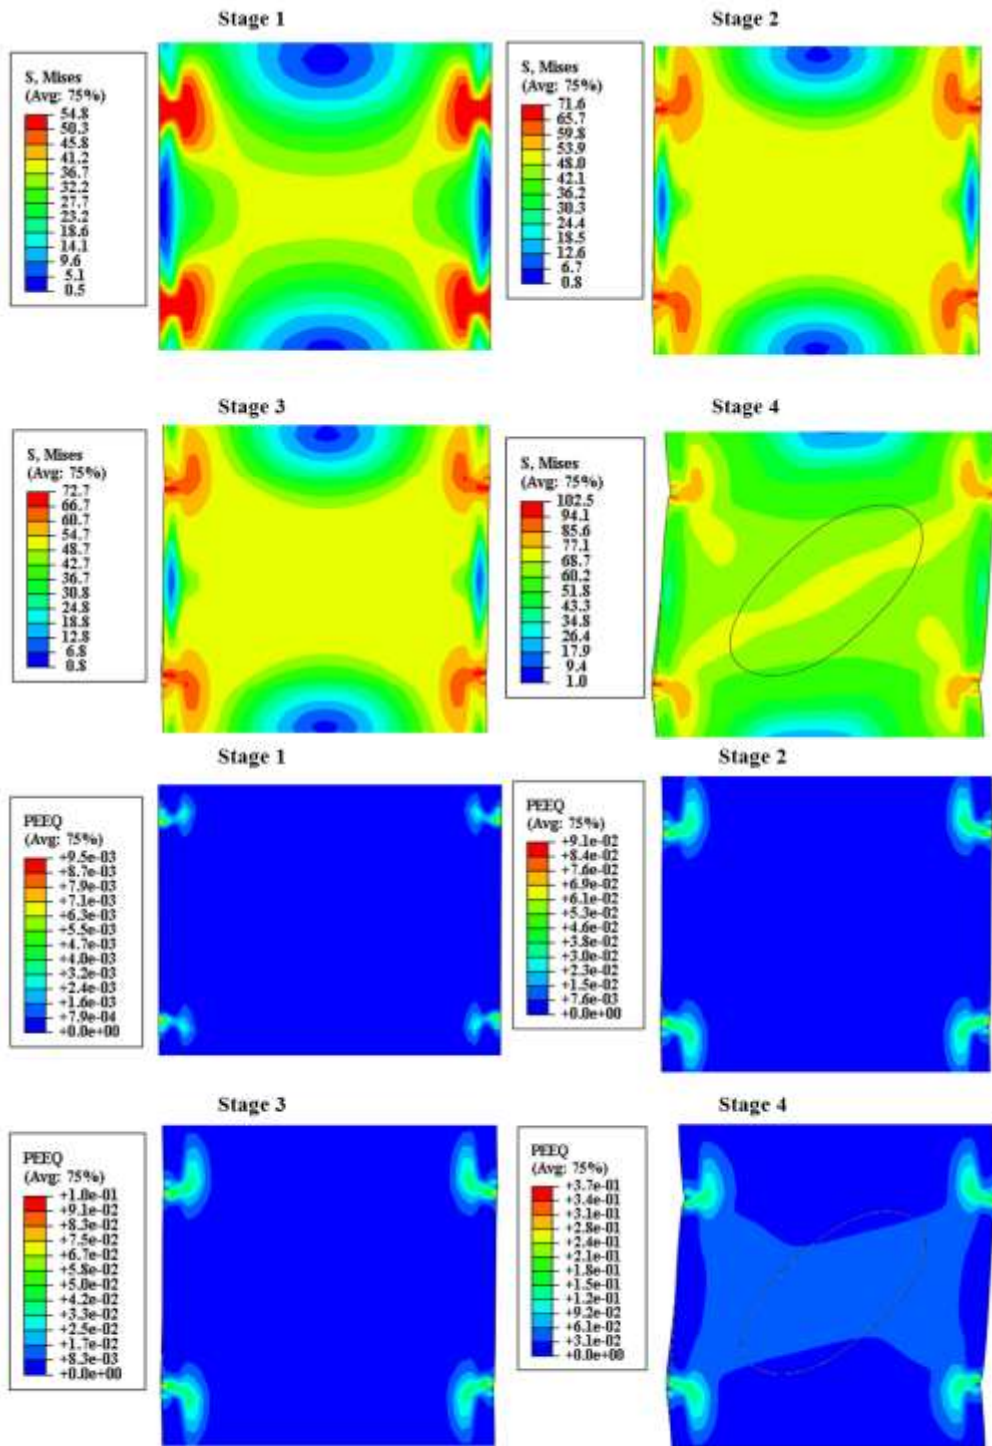 Stage 1
S, Mises
(Avg: 75%)
54.8
50.3
45.8
41.2
36.7
32.2
27.7
23.2
18.6
14.1
9.6
5.1
0.5
Stage 2
S, Mises
(Avg: 75%)
71.6
65.7
59.8
53.9
48.0
42.1
36.2
30.3
24.4
18.5
12.6
6.7
0.8
Stage 3
S, Mises
(Avg: 75%)
72.7
66.7
60.7
54.7
48.7
42.7
36.7
30.8
24.8
18.8
12.8
6.8
0.8
Stage 4
S, Mises
(Avg: 75%)
102.5
94.1
85.6
77.1
68.7
60.2
51.8
43.3
34.8
26.4
17.9
9.4
1.0
Stage 1
PEEQ
(Avg: 75%)
+9.5e-03
+8.7e-03
+7.9e-03
+7.1e-03
+6.3e-03
+5.5e-03
+4.7e-03
+4.0e-03
+3.2e-03
+2.4e-03
+1.6e-03
+7.9e-04
+0.0e+00
Stage 2
PEEQ
(Avg: 75%)
+9.1e-02
+8.4e-02
+7.6e-02
+6.9e-02
+6.1e-02
+5.3e-02
+4.6e-02
+3.8e-02
+3.0e-02
+2.3e-02
+1.5e-02
+7.6e-03
+0.0e+00
Stage 3
PEEQ
(Avg: 75%)
+1.0e-01
+9.1e-02
+8.3e-02
+7.5e-02
+6.7e-02
+5.8e-02
+5.0e-02
+4.2e-02
+3.3e-02
+2.5e-02
+1.7e-02
+8.3e-03
+0.0e+00
Stage 4
PEEQ
(Avg: 75%)
+3.7e-01
+3.4e-01
+3.1e-01
+2.8e-01
+2.4e-01
+2.1e-01
+1.8e-01
+1.5e-01
+1.2e-01
+9.2e-02
+6.1e-02
+3.1e-02
+0.0e+00